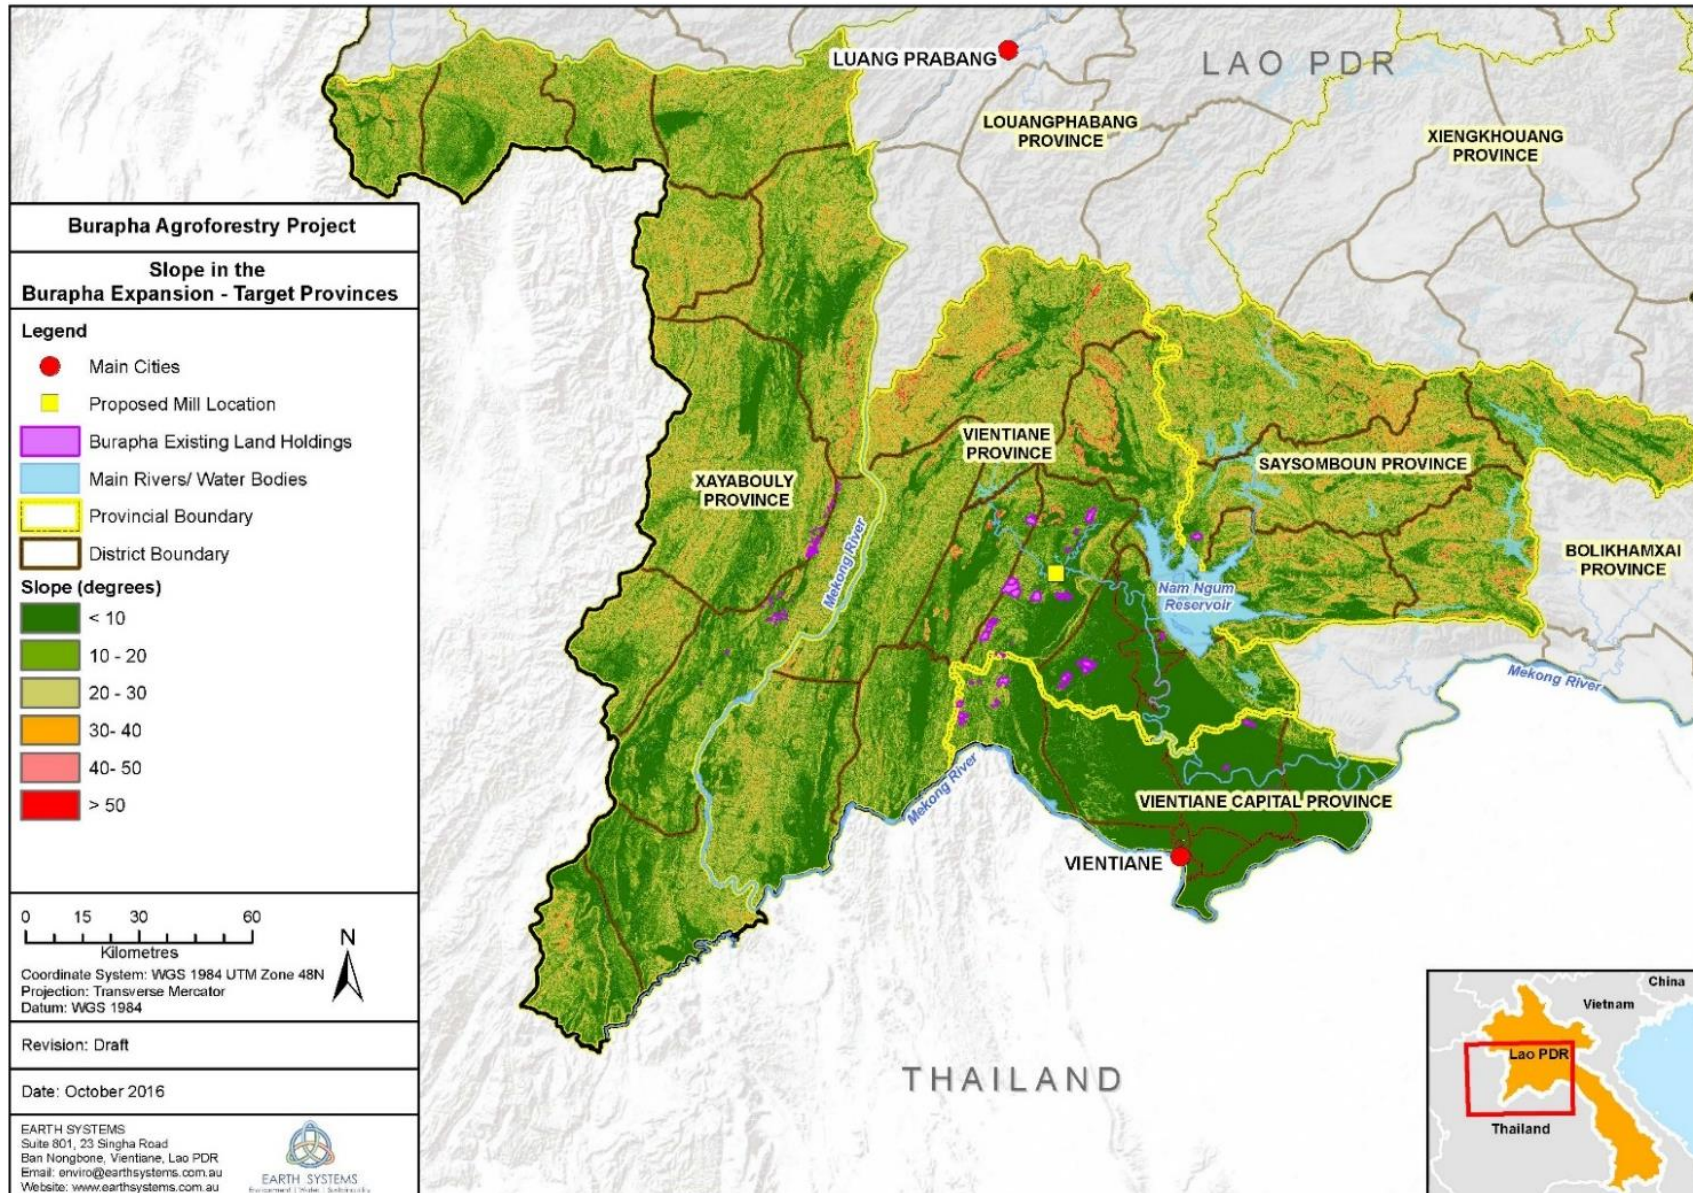 LUANG PRABANG
LAO PDR
LOUANGPHABANG
PROVINCE
XIENGKHOUANG
PROVINCE
Burapha Agroforestry Project
Slope in the
Burapha Expansion - Target Provinces
Legend
Main Cities
Proposed Mill Location
Burapha Existing Land Holdings
Main Rivers/ Water Bodies
Provincial Boundary
District Boundary
Slope (degrees)
< 10
10 - 20
20 - 30
30- 40
40- 50
> 50
0 15 30 60
Kilometres
N
Coordinate System: WGS 1984 UTM Zone 48N
Projection: Transverse Mercator
Datum: WGS 1984
Revision: Draft
Date: October 2016
EARTH SYSTEMS
Suite 801, 23 Singha Road
Ban Nongbone, Vientiane, Lao PDR
Email: enviro@earthsystems.com.au
Website: www.earthsystems.com.au
EARTH SYSTEMS
Environment | Water | Sustainability
XAYABOULY
PROVINCE
VIENTIANE
PROVINCE
SAYSOMBOUN PROVINCE
BOLIKHAMXAI
PROVINCE
Mekong River
Nam Ngum
Reservoir
Mekong River
Mekong River
VIENTIANE CAPITAL PROVINCE
VIENTIANE
THAILAND
China
Vietnam
Lao PDR
Thailand